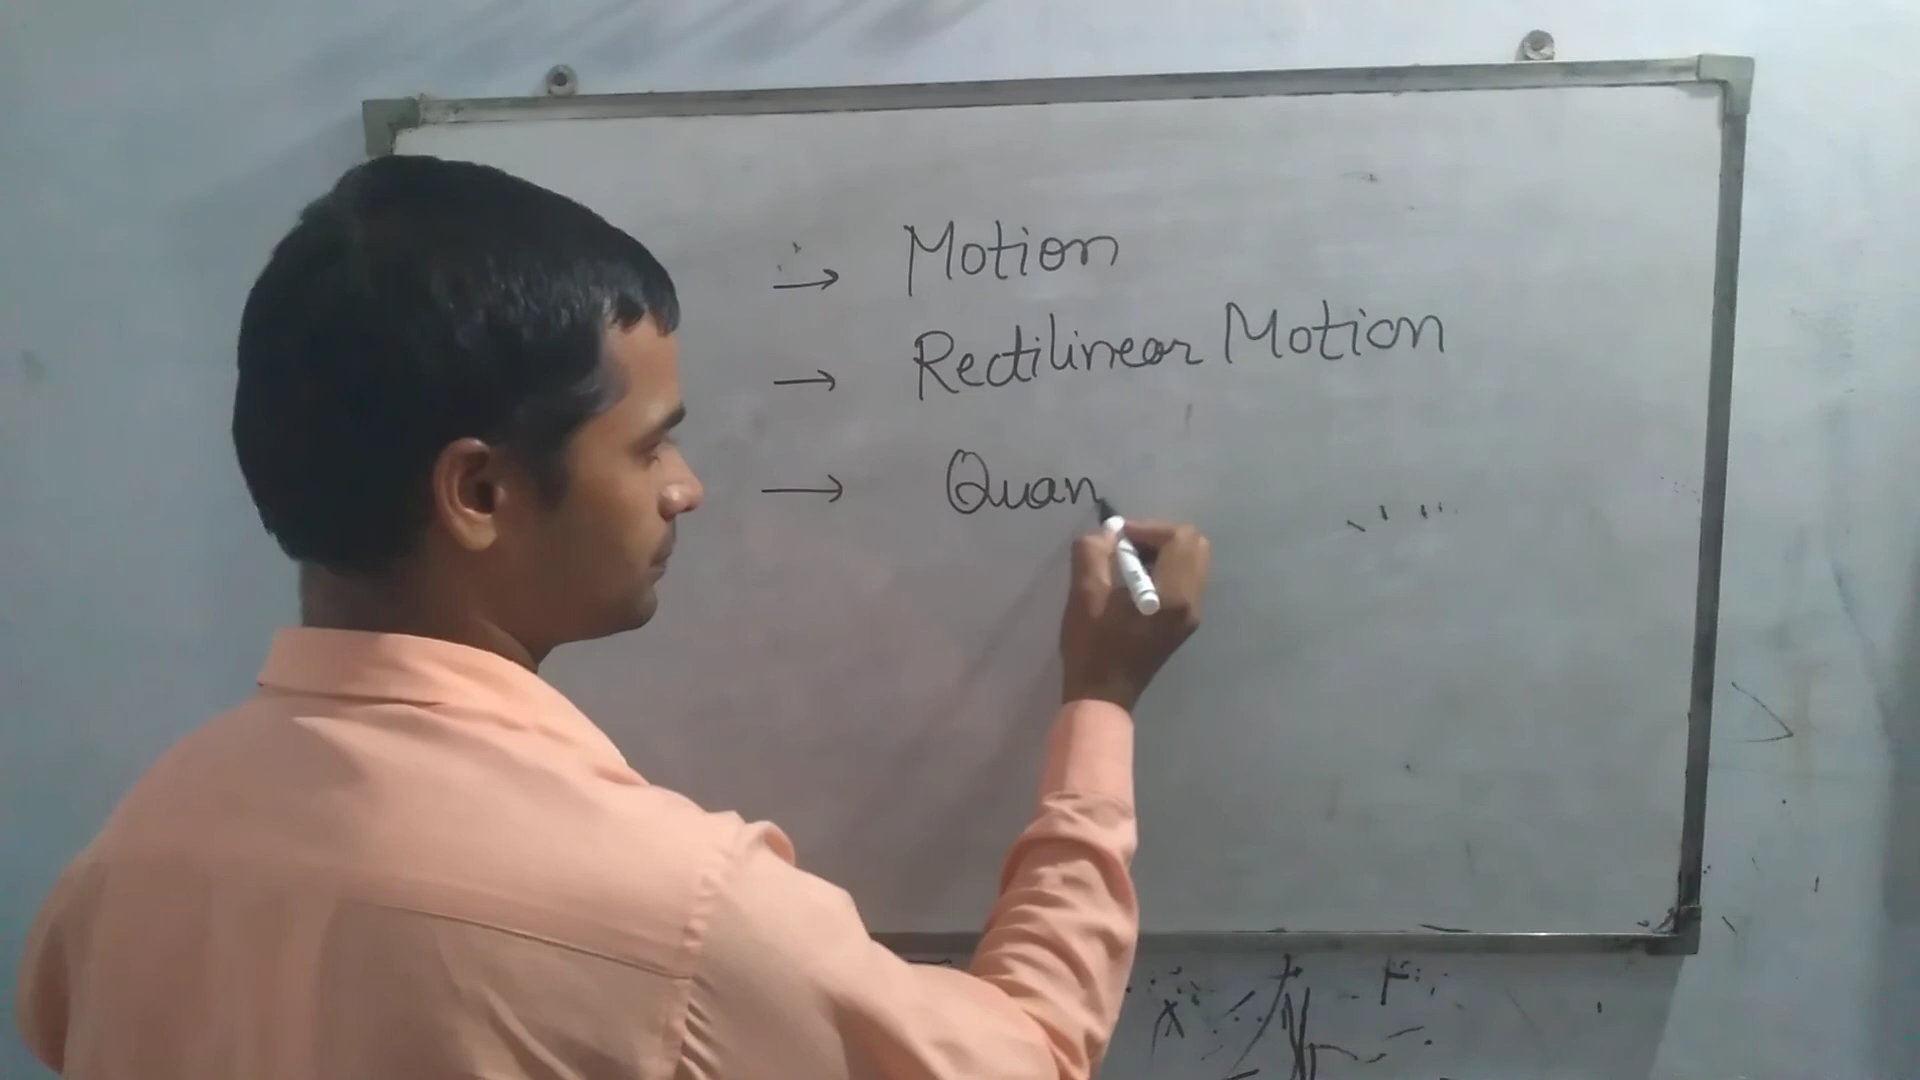 → Motion
→ Rectilinear Motion
→ Quan